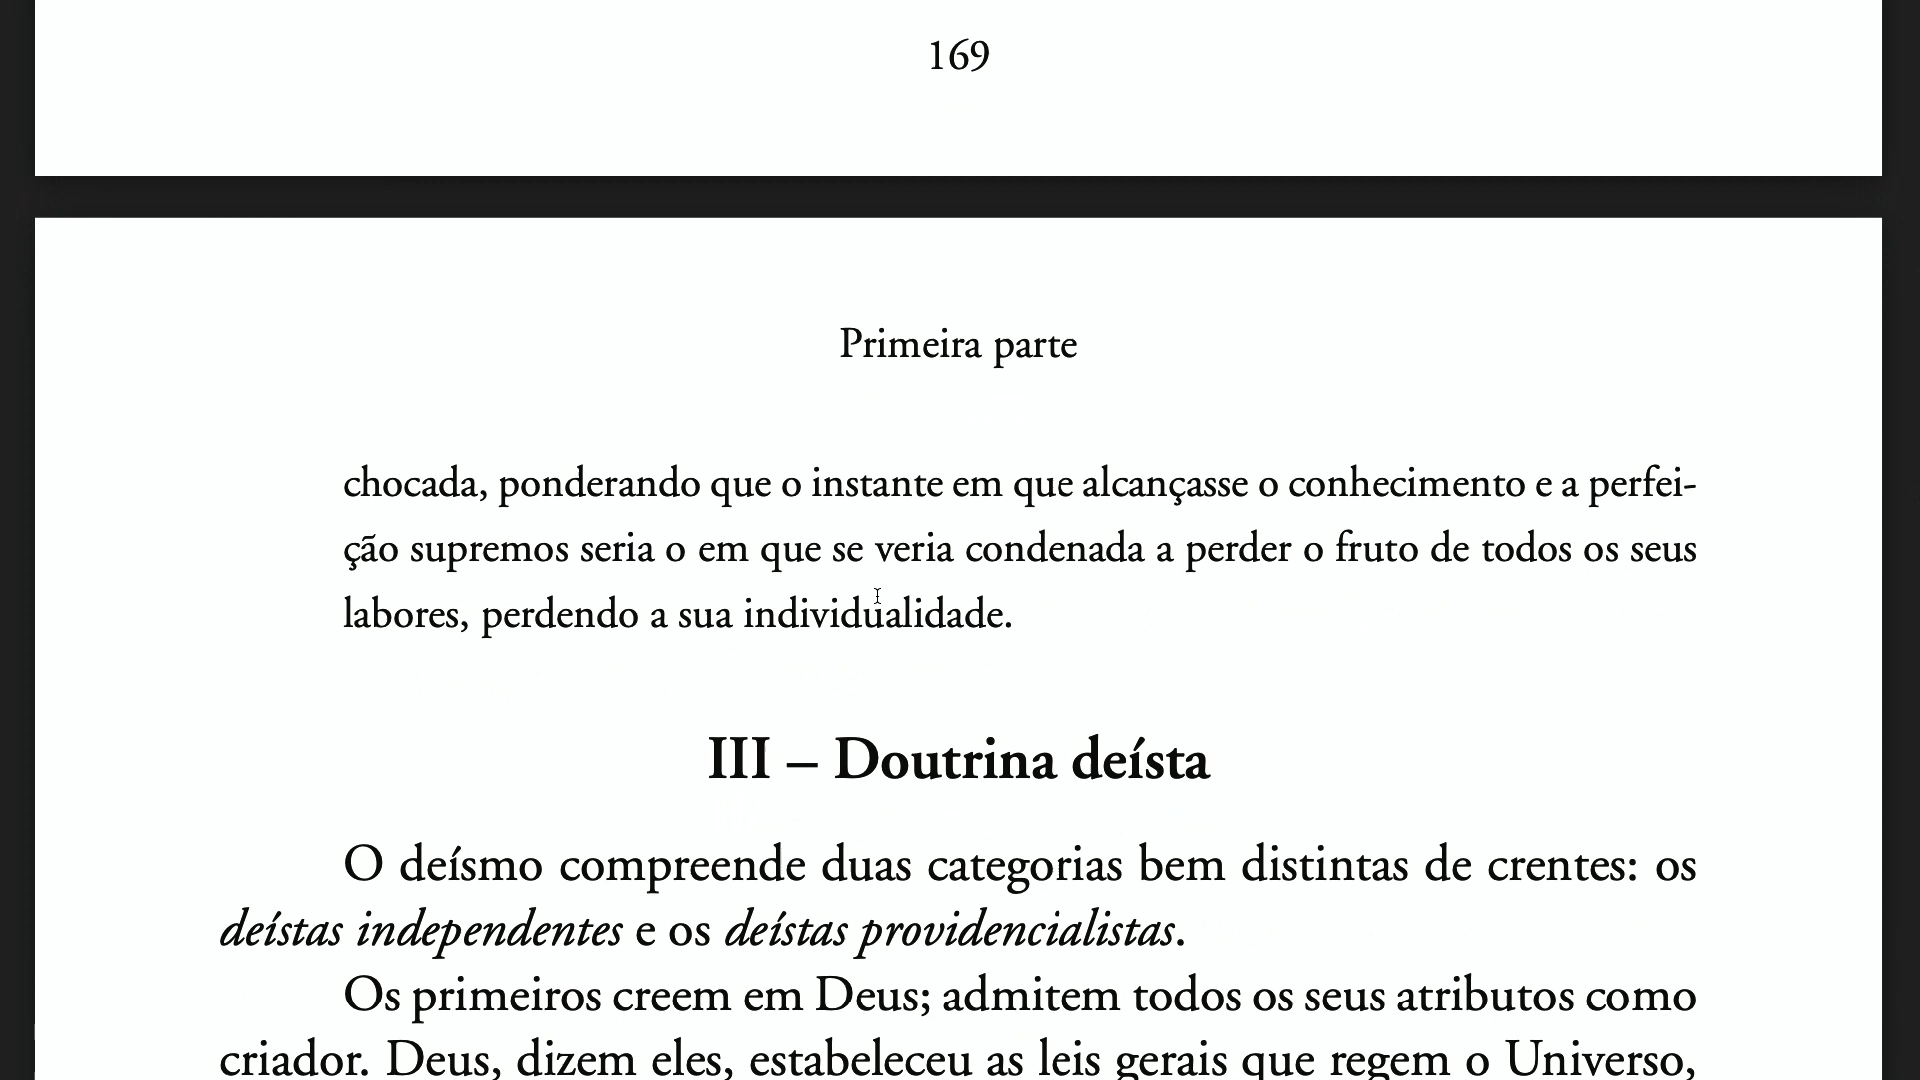 169
Primeira parte
chocada, ponderando que o instante em que alcançasse o conhecimento e a perfei-
ção supremos seria o em que se veria condenada a perder o fruto de todos os seus
labores, perdendo a sua individualidade.
III – Doutrina deísta
O deísmo compreende duas categorias bem distintas de crentes: os
deístas independentes e os deístas providencialistas.
Os primeiros creem em Deus; admitem todos os seus atributos como
criador. Deus, dizem eles, estabeleceu as leis gerais que regem o Universo,